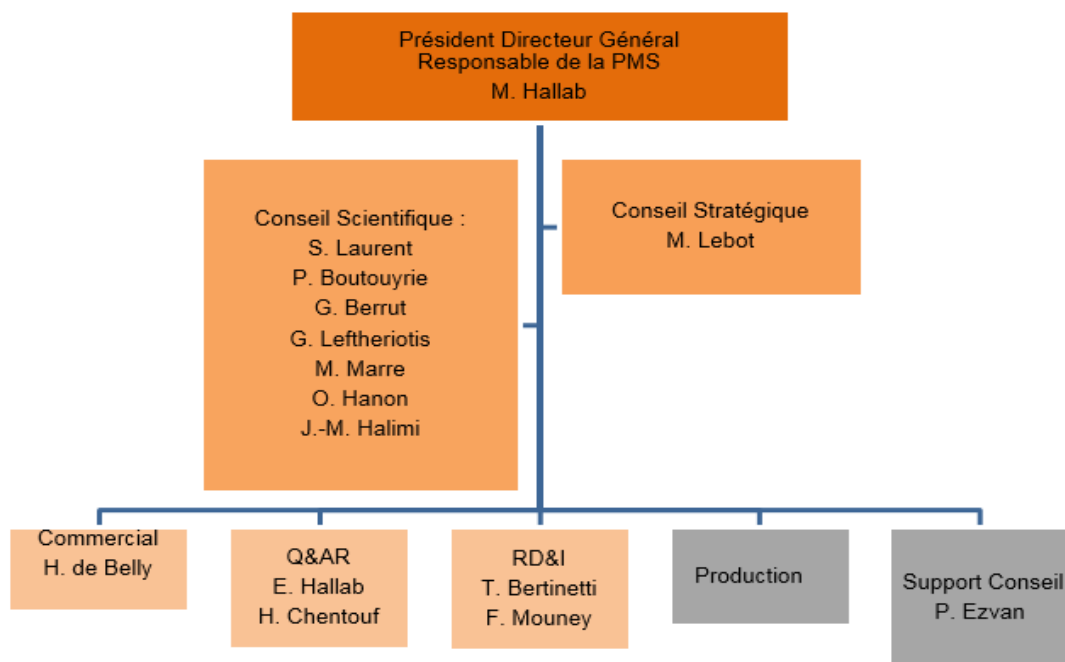 Président Directeur Général
Responsable de la PMS
M. Hallab
Conseil Scientifique :
S. Laurent
P. Boutouyrie
G. Berrut
G. Leftheriotis
M. Marre
O. Hanon
J.-M. Halimi
Conseil Stratégique
M. Lebot
Commercial
H. de Belly
Q&AR
E. Hallab
H. Chentouf
RD&I
T. Bertinetti
F. Mouney
Production
Support Conseil
P. Ezvan